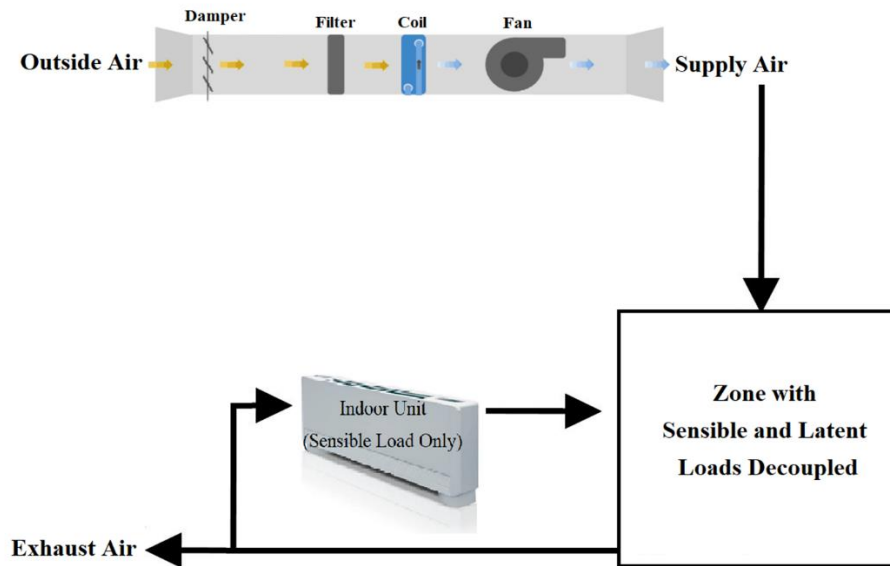 Damper
Filter
Coil
Fan
Outside Air
Supply Air
Indoor Unit
(Sensible Load Only)
Zone with
Sensible and Latent
Loads Decoupled
Exhaust Air